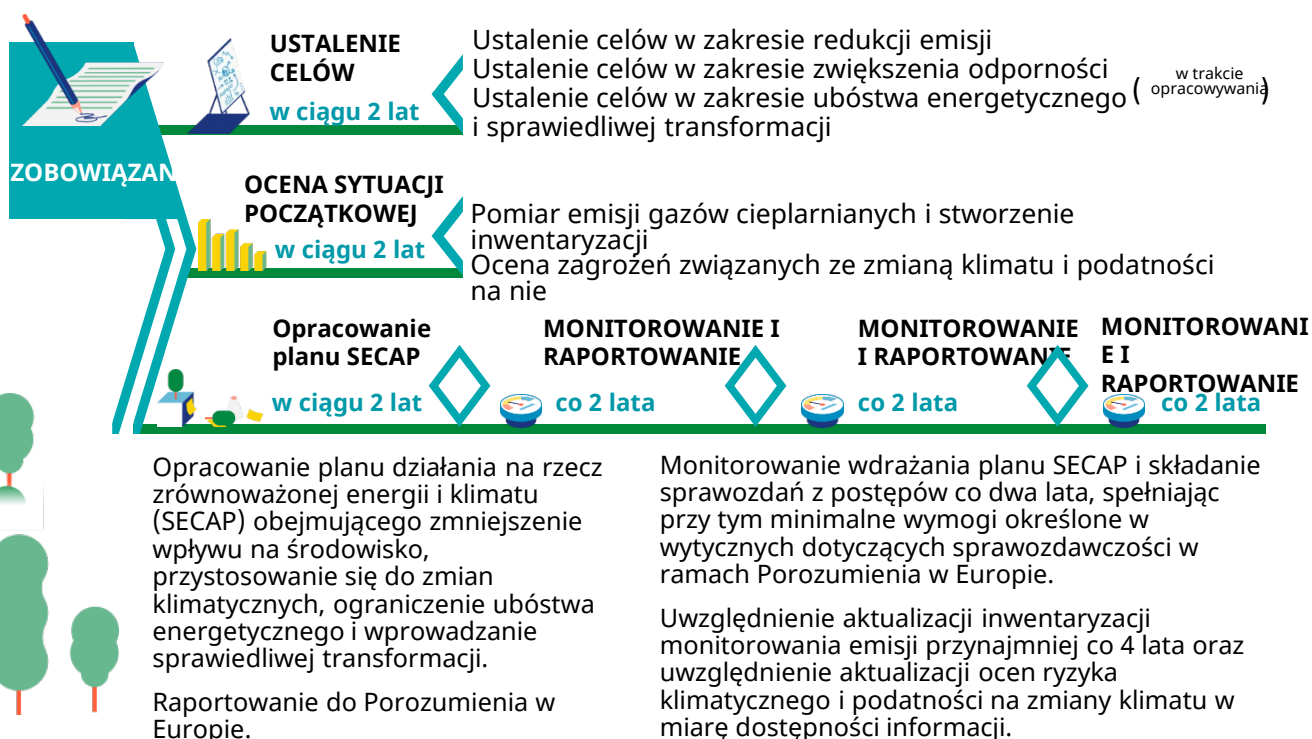 ZOBOWIĄZAN
USTALENIE
CELÓW
w ciągu 2 lat
Ustalenie celów w zakresie redukcji emisji
Ustalenie celów w zakresie zwiększenia odporności
Ustalenie celów w zakresie ubóstwa energetycznego
i sprawiedliwej transformacji
( w trakcie
opracowywania )
OCENA SYTUACJI
POCZĄTKOWEJ
w ciągu 2 lat
Pomiar emisji gazów cieplarnianych i stworzenie
inwentaryzacji
Ocena zagrożeń związanych ze zmianą klimatu i podatności
na nie
Opracowanie
planu SECAP
w ciągu 2 lat
MONITOROWANIE I
RAPORTOWANIE
co 2 lata
MONITOROWANIE
I RAPORTOWANIE
co 2 lata
MONITOROWANI
E I
RAPORTOWANIE
co 2 lata
Opracowanie planu działania na rzecz
zrównoważonej energii i klimatu
(SECAP) obejmującego zmniejszenie
wpływu na środowisko,
przystosowanie się do zmian
klimatycznych, ograniczenie ubóstwa
energetycznego i wprowadzanie
sprawiedliwej transformacji.
Raportowanie do Porozumienia w
Europie.
Monitorowanie wdrażania planu SECAP i składanie
sprawozdań z postępów co dwa lata, spełniając
przy tym minimalne wymogi określone w
wytycznych dotyczących sprawozdawczości w
ramach Porozumienia w Europie.
Uwzględnienie aktualizacji inwentaryzacji
monitorowania emisji przynajmniej co 4 lata oraz
uwzględnienie aktualizacji ocen ryzyka
klimatycznego i podatności na zmiany klimatu w
miarę dostępności informacji.